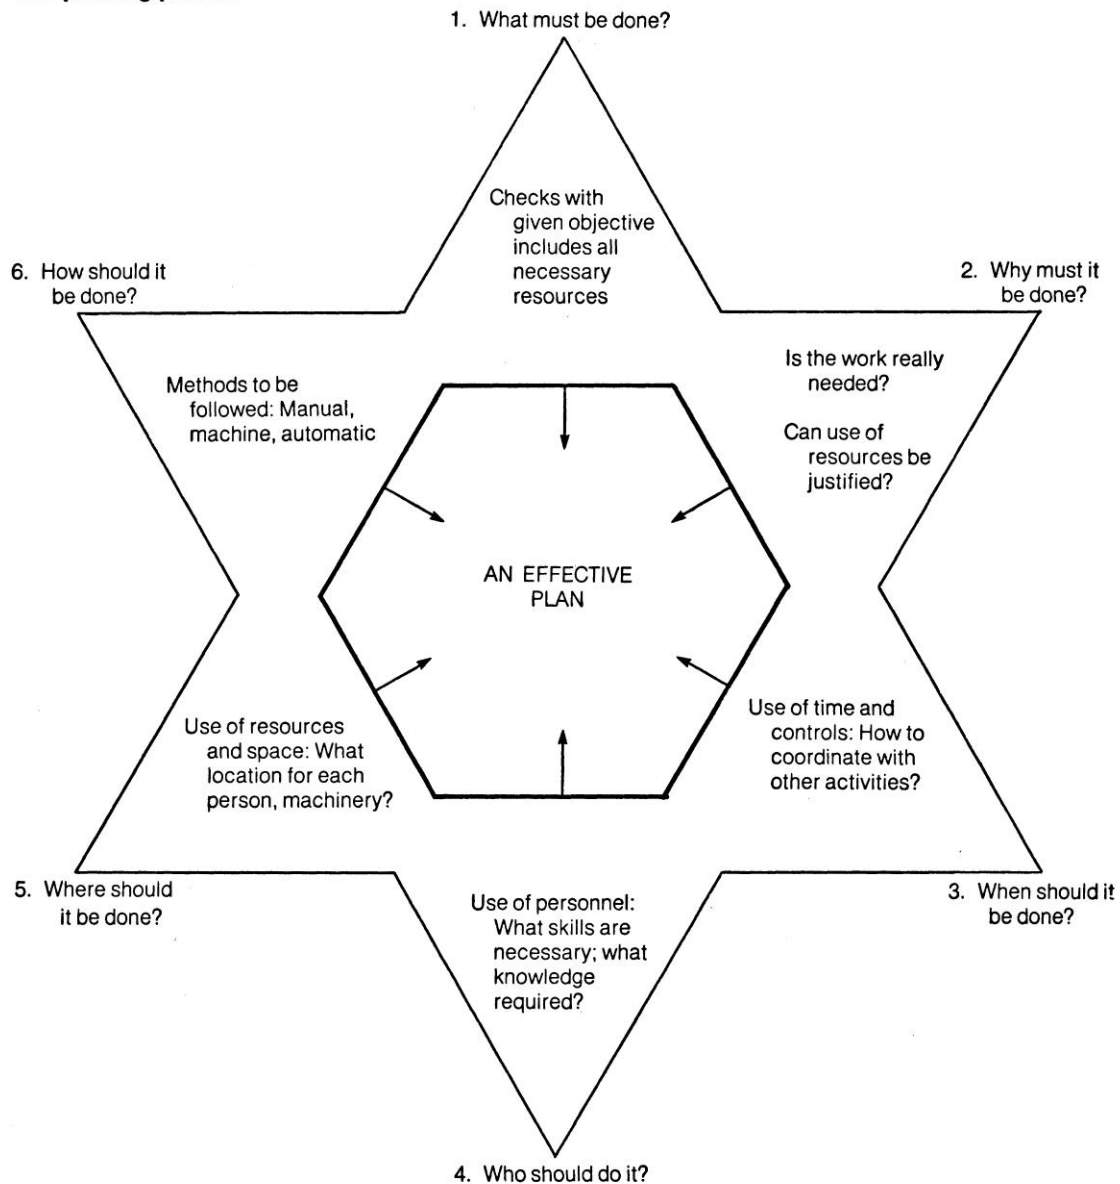 1. What must be done?
Checks with
given objective
includes all
necessary
resources
2. Why must it
be done?
Is the work really
needed?
Can use of
resources be
justified?
3. When should it
be done?
Use of time and
controls: How to
coordinate with
other activities?
4. Who should do it?
Use of personnel:
What skills are
necessary; what
knowledge
required?
5. Where should
it be done?
Use of resources
and space: What
location for each
person, machinery?
6. How should it
be done?
Methods to be
followed: Manual,
machine, automatic
AN EFFECTIVE
PLAN